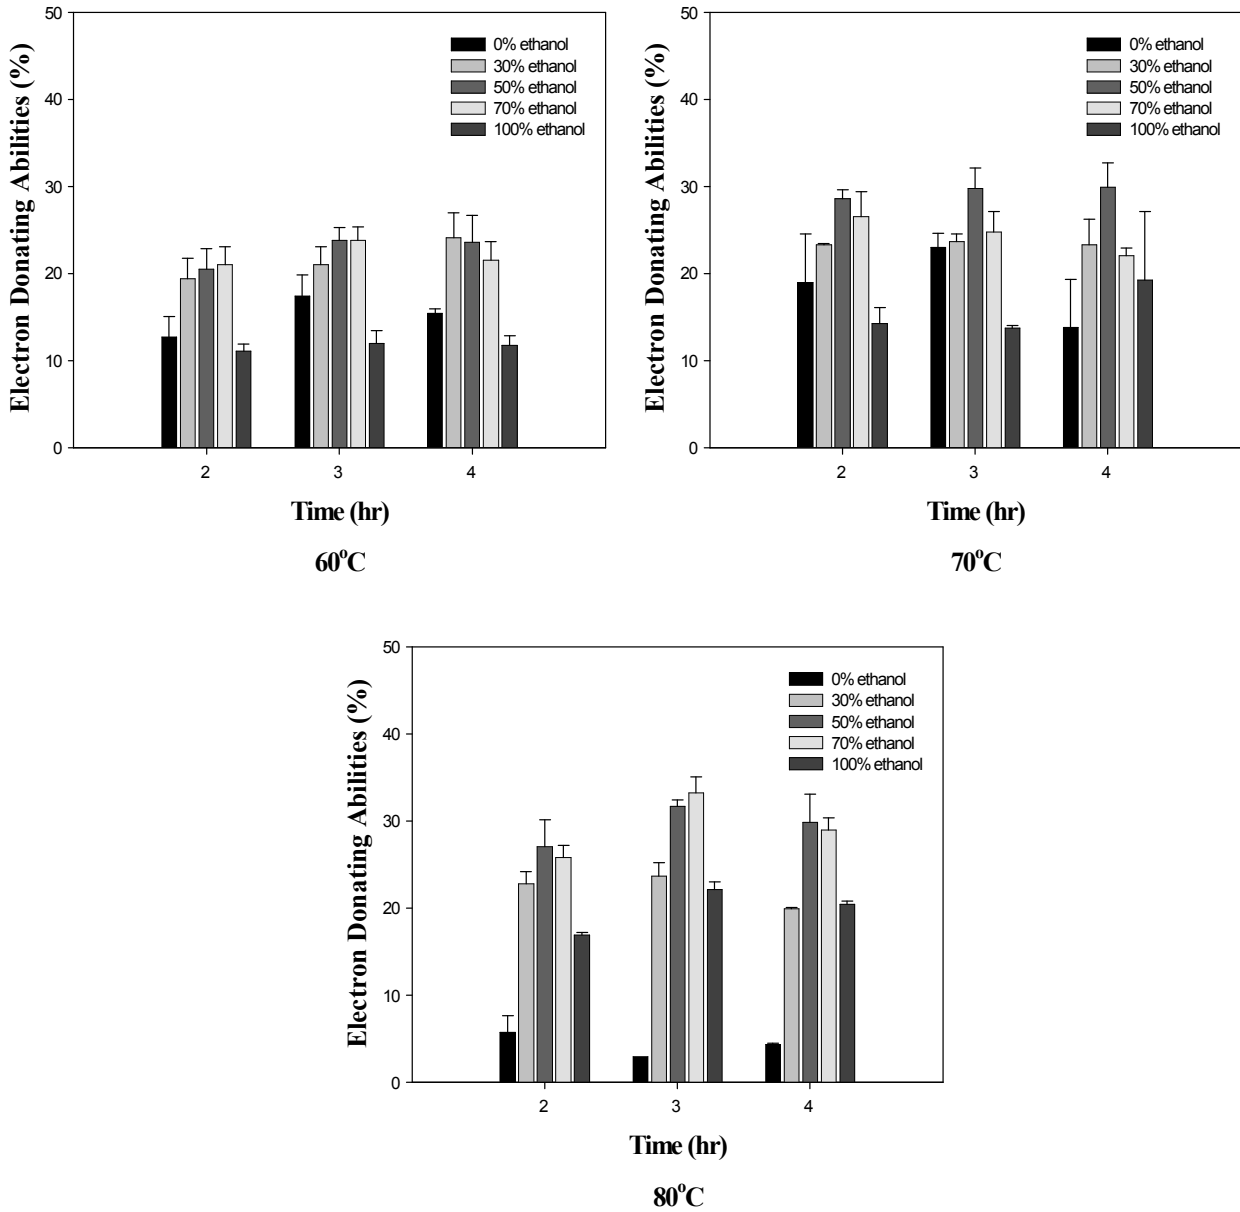 Electron Donating Abilities (%)
50
40
30
20
10
0
0% ethanol
30% ethanol
50% ethanol
70% ethanol
100% ethanol
2
3
4
Time (hr)
60°C
Electron Donating Abilities (%)
50
40
30
20
10
0
0% ethanol
30% ethanol
50% ethanol
70% ethanol
100% ethanol
2
3
4
Time (hr)
70°C
Electron Donating Abilities (%)
50
40
30
20
10
0
0% ethanol
30% ethanol
50% ethanol
70% ethanol
100% ethanol
2
3
4
Time (hr)
80°C